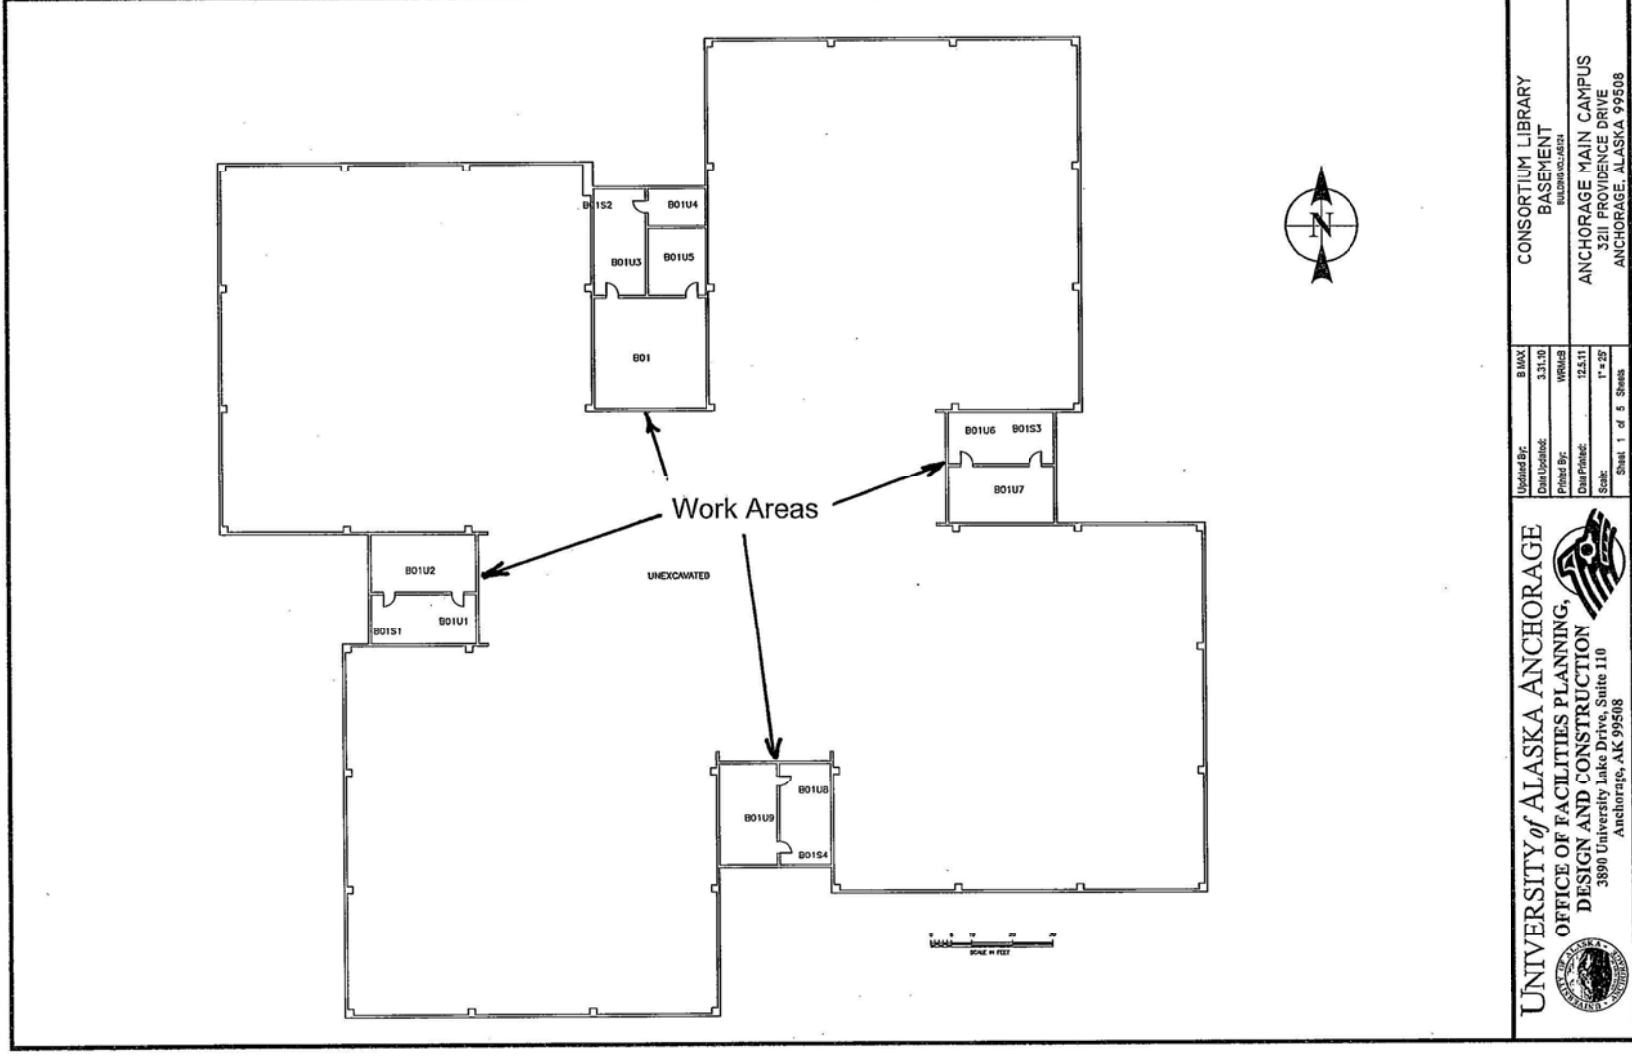 B01S2
B01U4
B01U3
B01U5
B01
B01U6 B01S3
B01U7
Work Areas
UNEXCAVATED
B01U2
B01S1
B01U1
B01U8
B01U9
B01S4
SCALE IN FEET
N
CONSORTIUM LIBRARY
BASEMENT
ANCHORAGE MAIN CAMPUS
3211 PROVIDENCE DRIVE
ANCHORAGE, ALASKA 99508
Updated By: B MAX
Date Updated: 3.31.10
Printed By: WRMcB
Date Printed: 12.5.11
Scale: 1" = 25'
Sheet 1 of 5 Sheets
UNIVERSITY of ALASKA ANCHORAGE
OFFICE OF FACILITIES PLANNING,
DESIGN AND CONSTRUCTION
3890 University Lake Drive, Suite 110
Anchorage, AK 99508